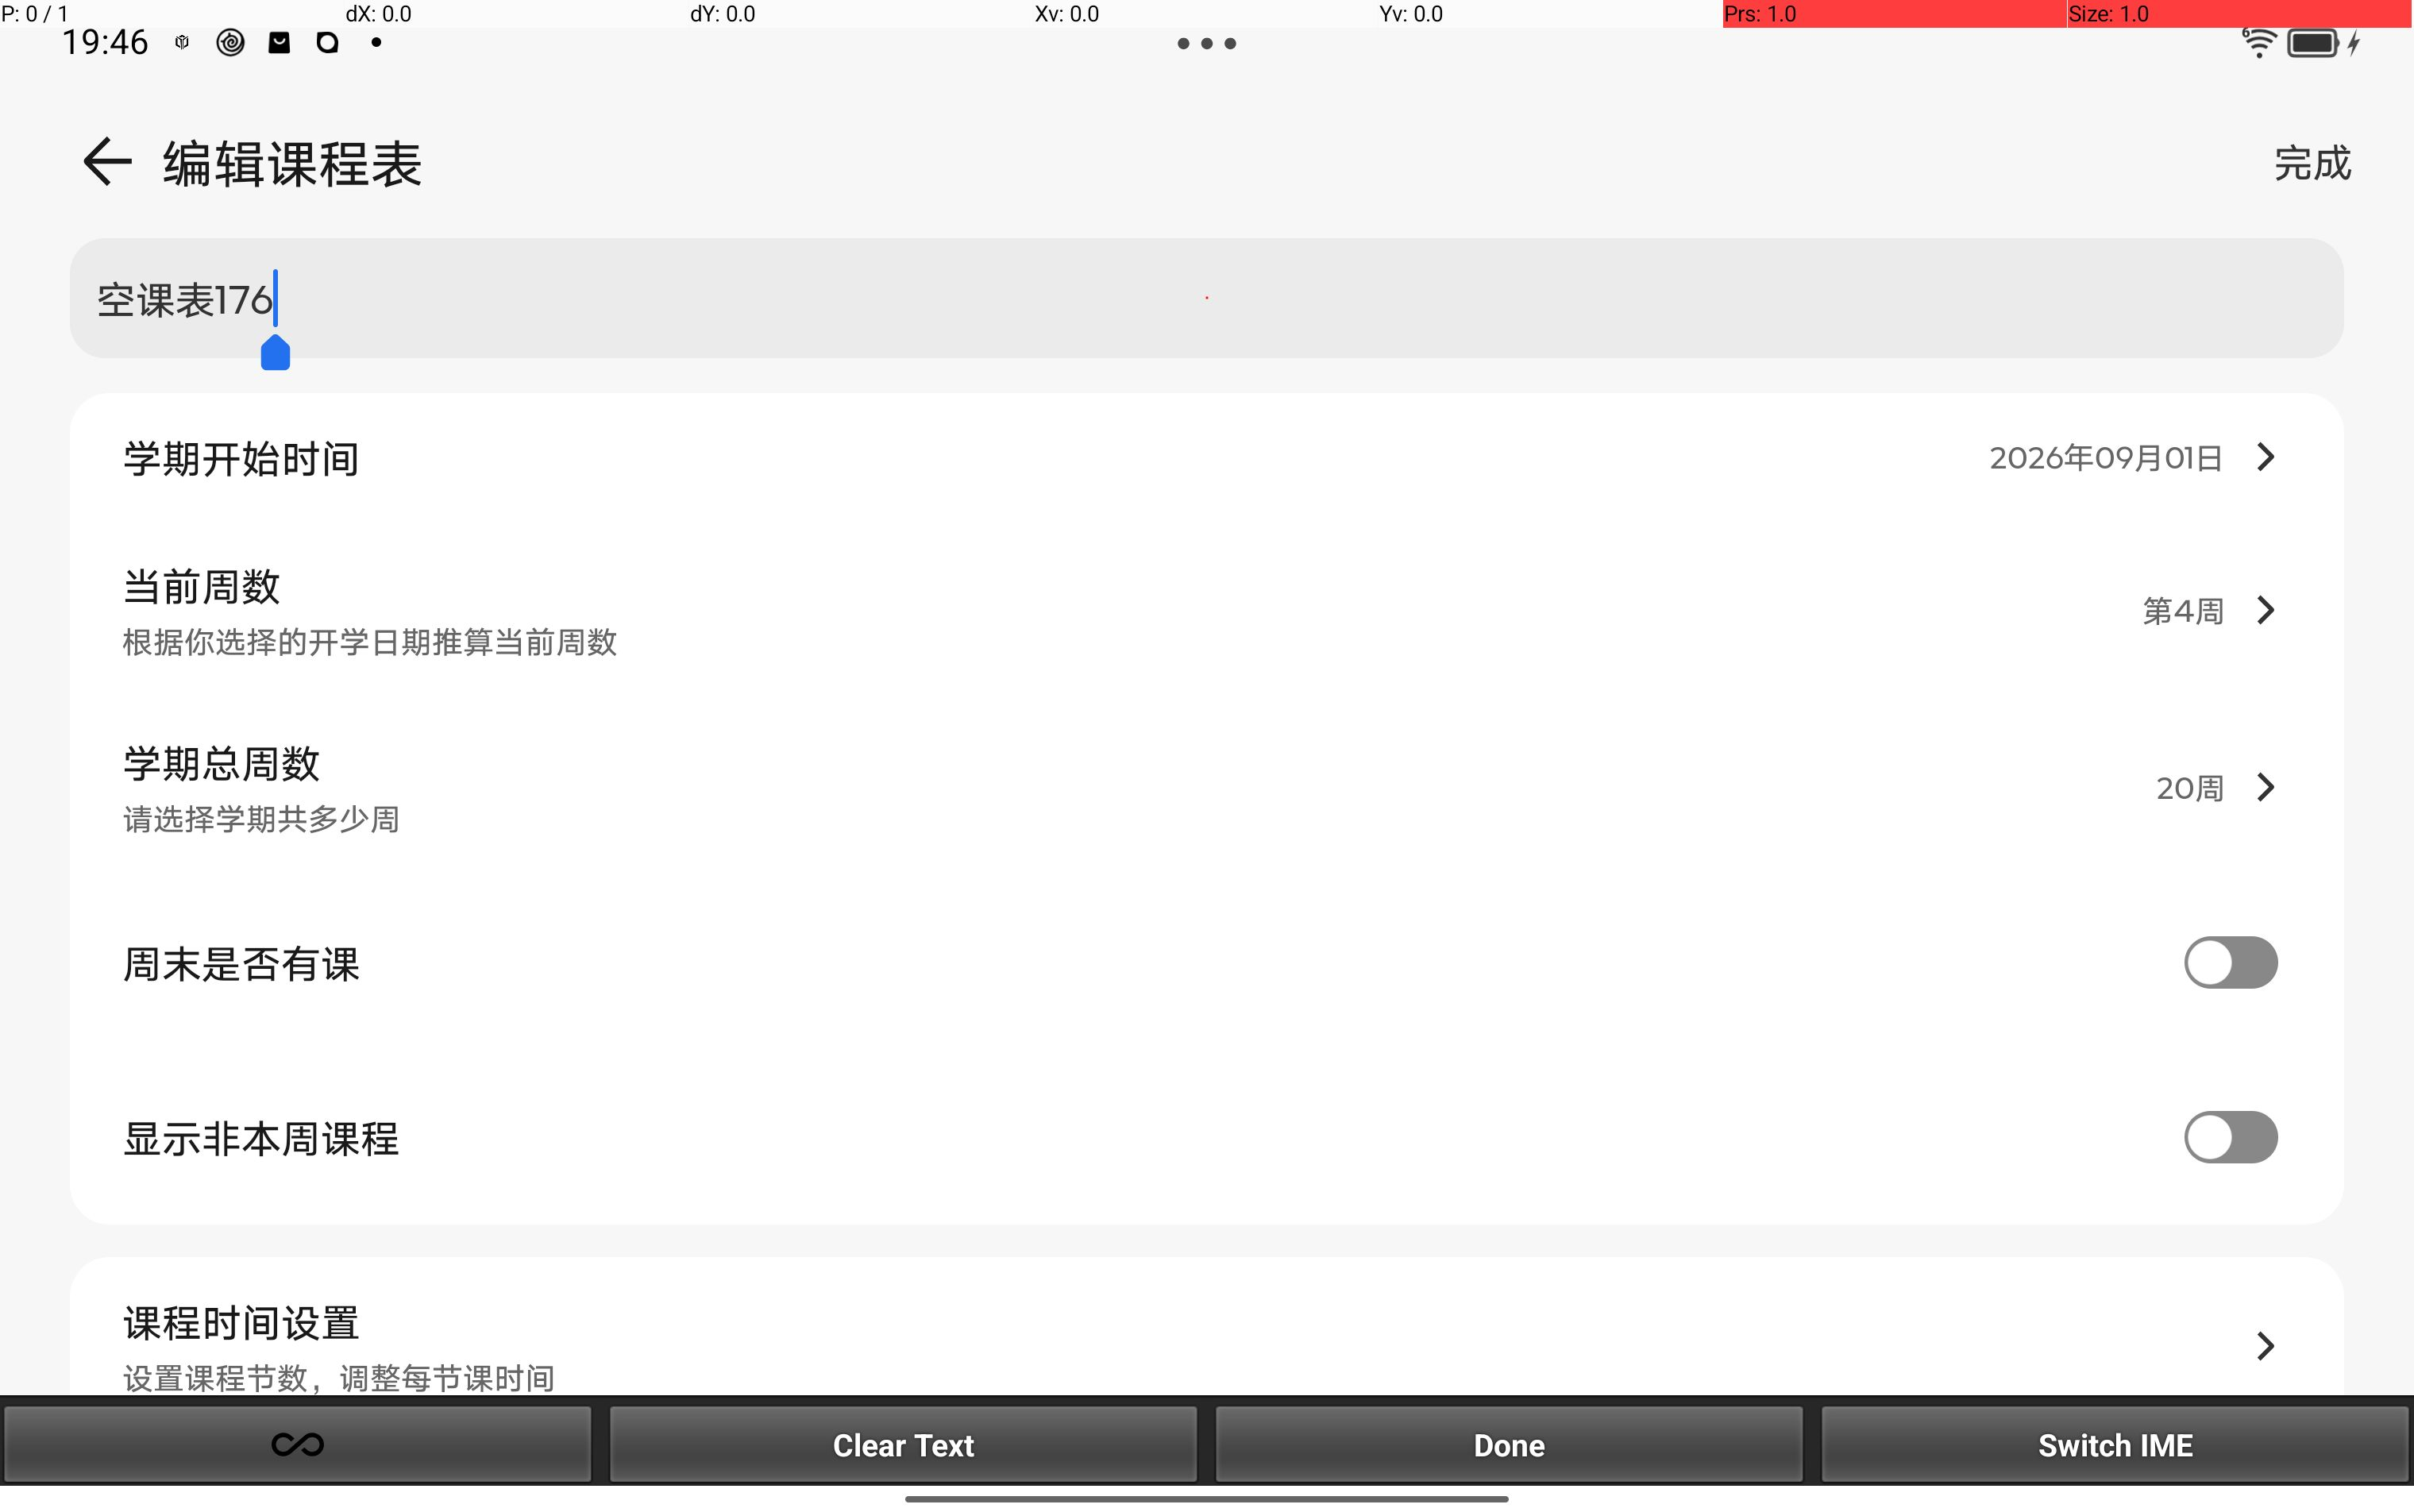 P: 0 / 1 dX: 0.0 dY: 0.0 Xv: 0.0 Yv: 0.0 Prs: 1.0 Size: 1.0
19:46 6
编辑课程表 完成
空课表176
学期开始时间 2026年09月01日
当前周数 第4周
根据你选择的开学日期推算当前周数
学期总周数 20周
请选择学期共多少周
周末是否有课
显示非本周课程
课程时间设置
设置课程节数，调整每节课时间
Clear Text Done Switch IME